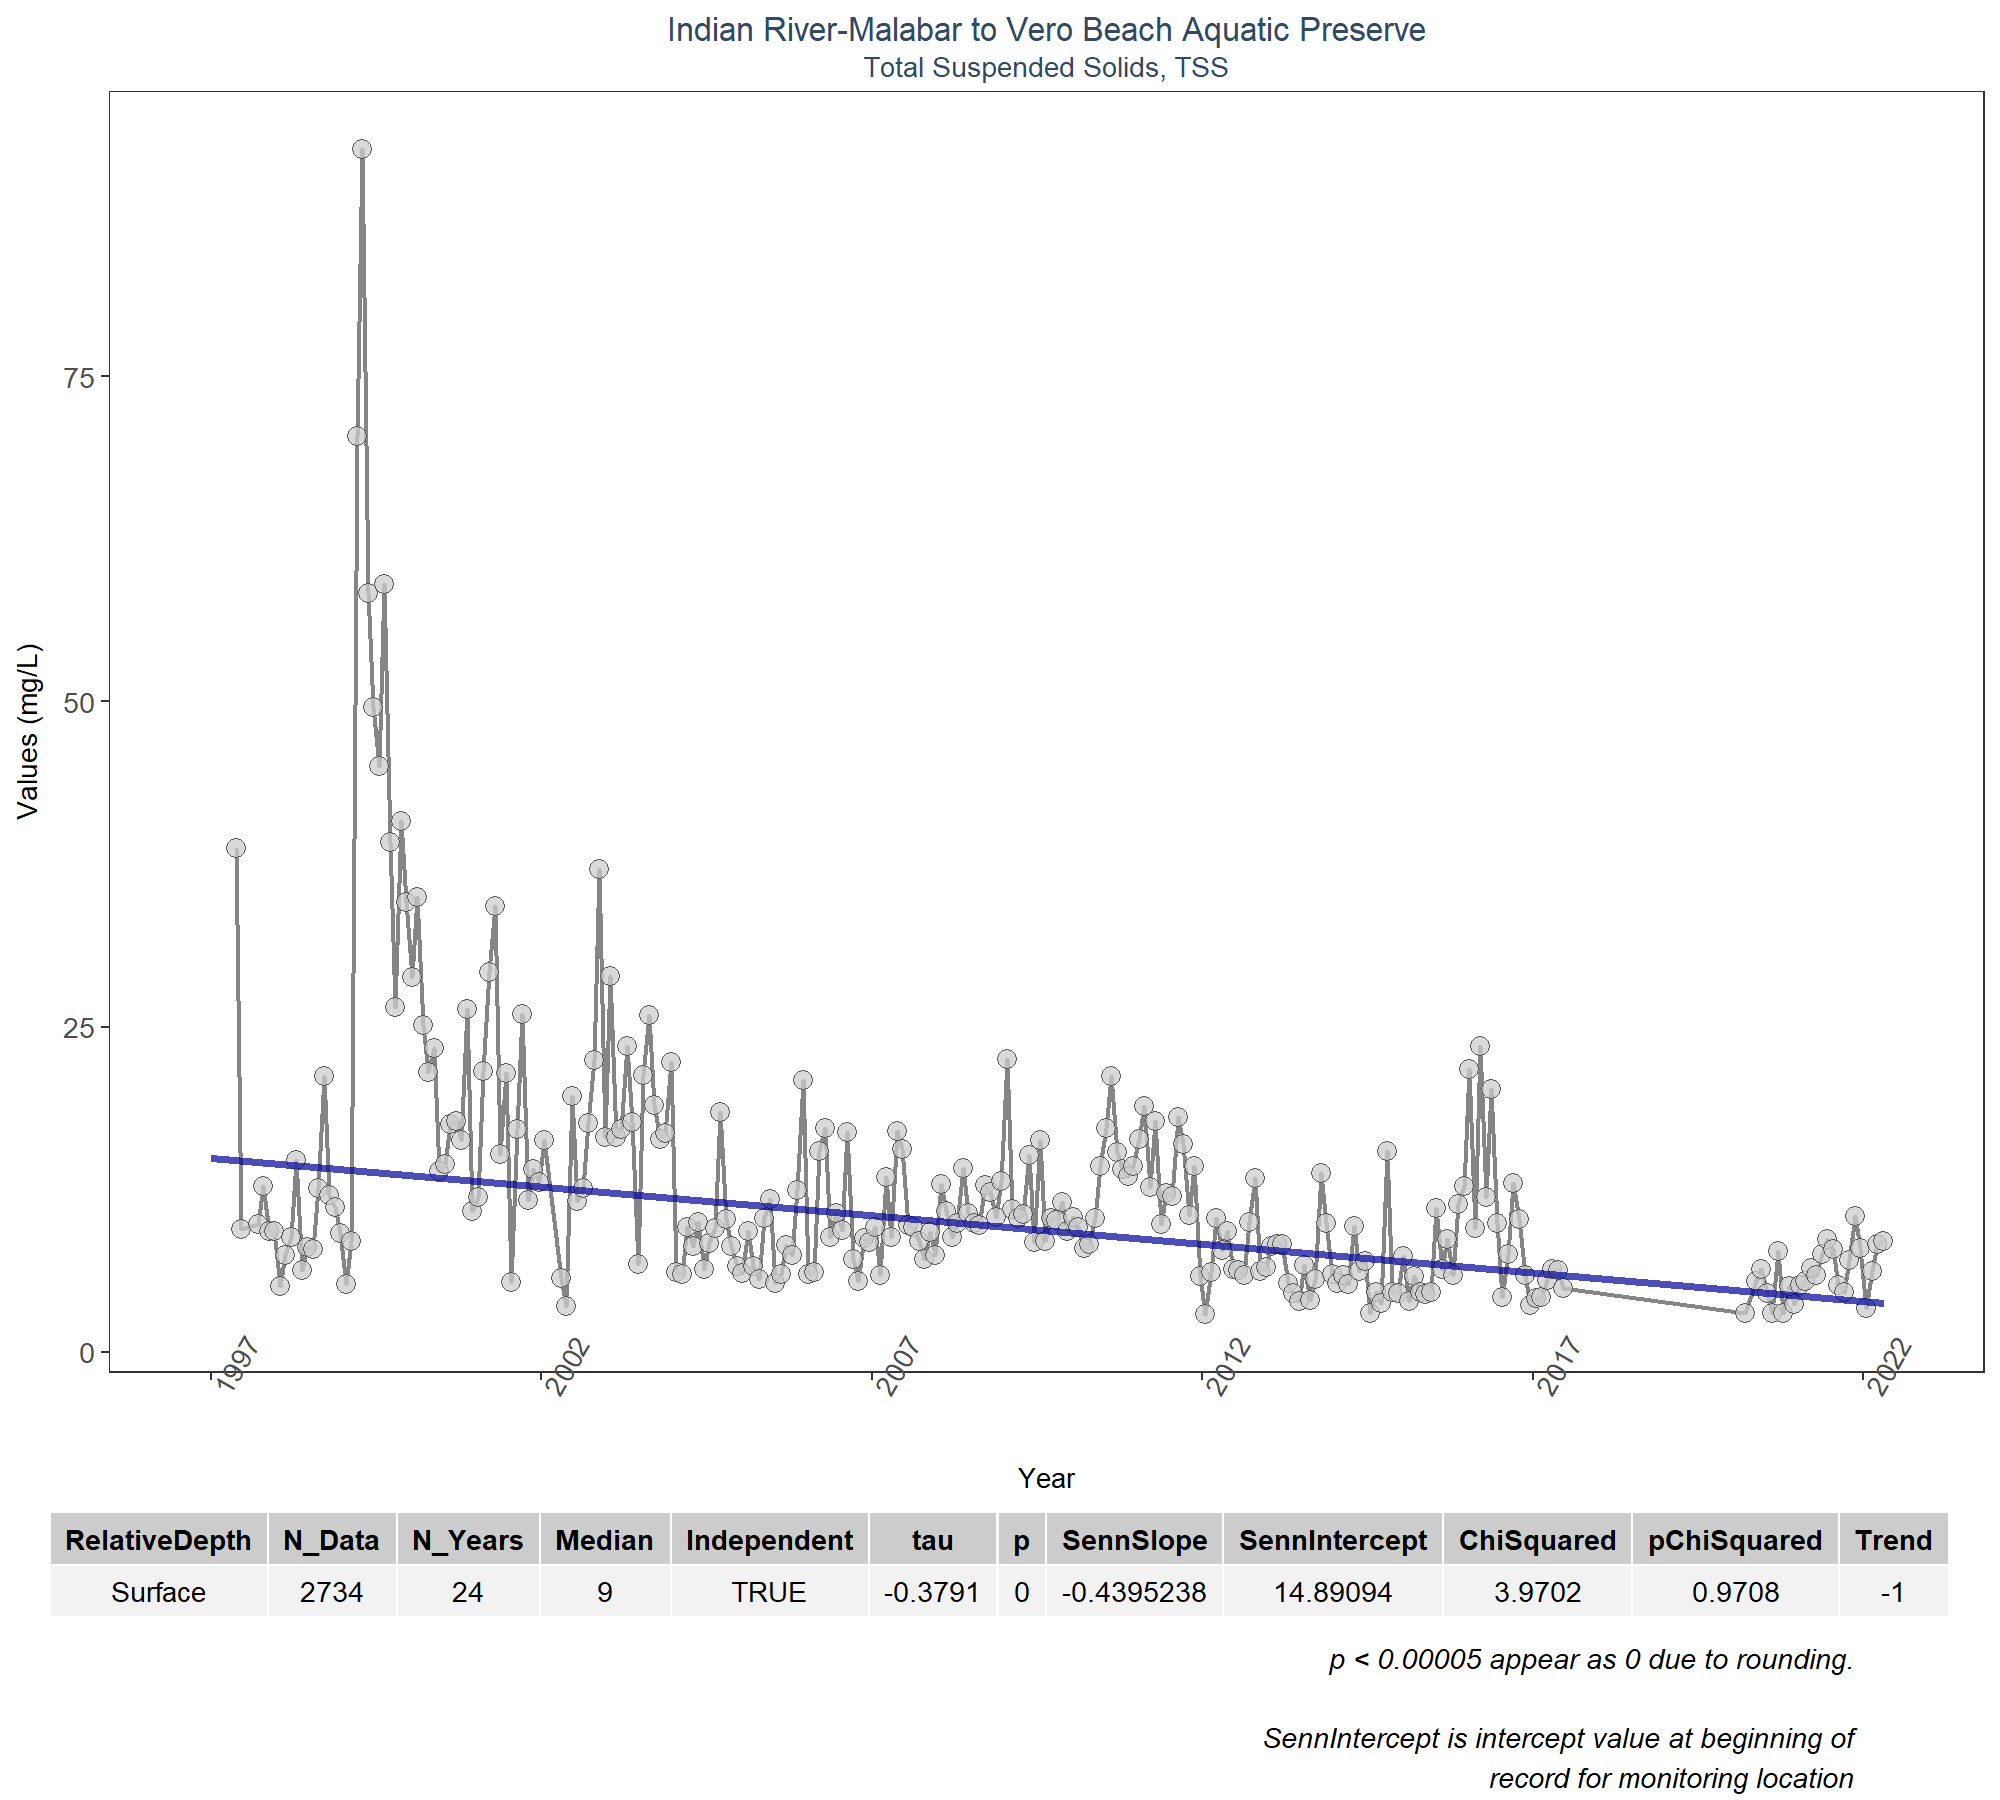 Indian River-Malabar to Vero Beach Aquatic Preserve
Total Suspended Solids, TSS
Values (mg/L)
75
50
25
0
1997 2002 2007 2012 2017 2022
Year
RelativeDepth N_Data N_Years Median Independent tau p SennSlope SennIntercept ChiSquared pChiSquared Trend
Surface 2734 24 9 TRUE -0.3791 0 -0.4395238 14.89094 3.9702 0.9708 -1
p < 0.00005 appear as 0 due to rounding.
SennIntercept is intercept value at beginning of
record for monitoring location